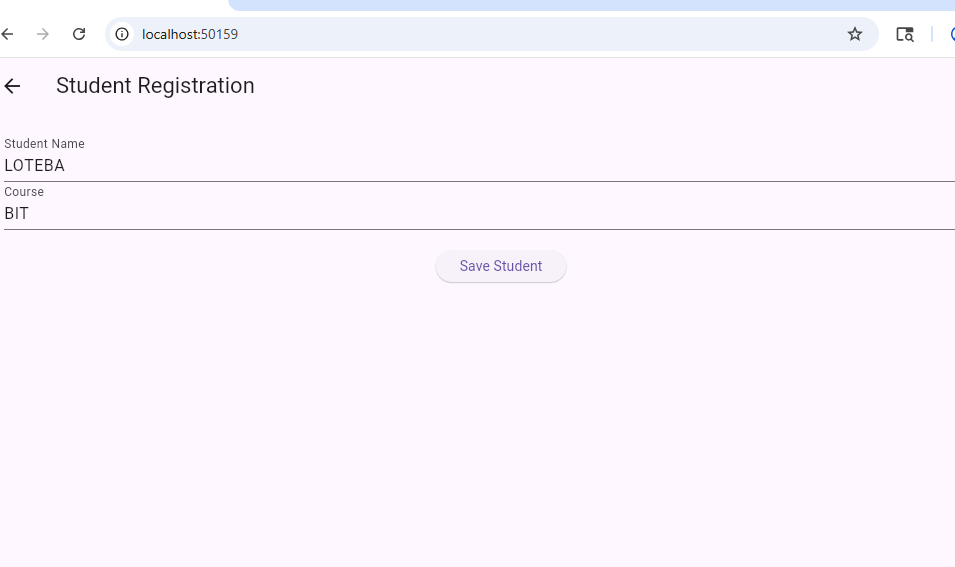 localhost:50159
Student Registration
Student Name
LOTEBA
Course
BIT
Save Student